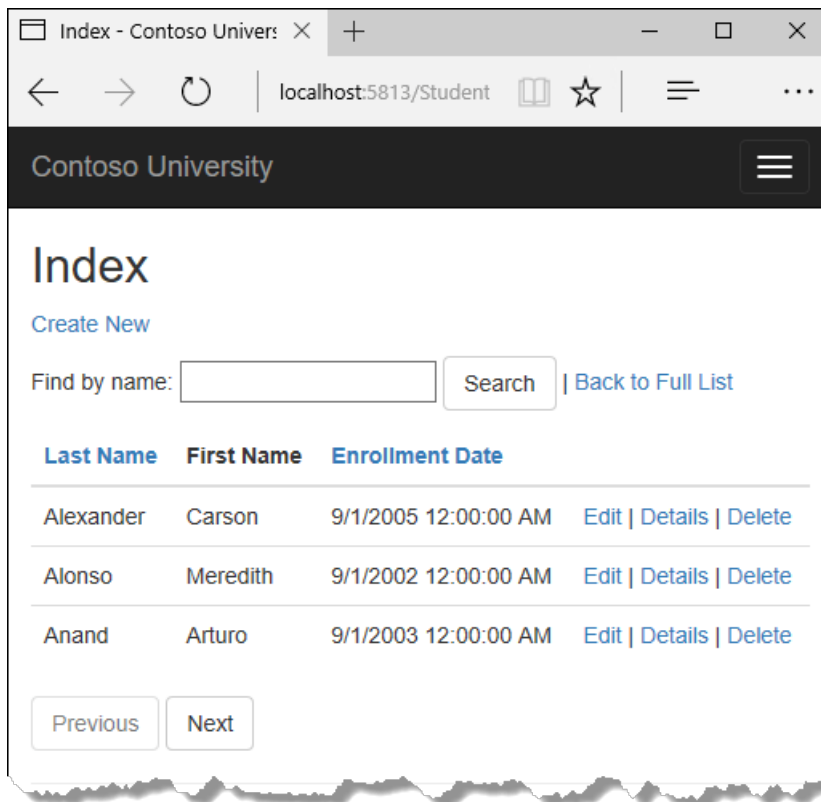 Index - Contoso Univers
localhost:5813/Student
Contoso University
Index
Create New
Find by name: Search | Back to Full List
Last Name First Name Enrollment Date
Alexander Carson 9/1/2005 12:00:00 AM Edit | Details | Delete
Alonso Meredith 9/1/2002 12:00:00 AM Edit | Details | Delete
Anand Arturo 9/1/2003 12:00:00 AM Edit | Details | Delete
Previous Next